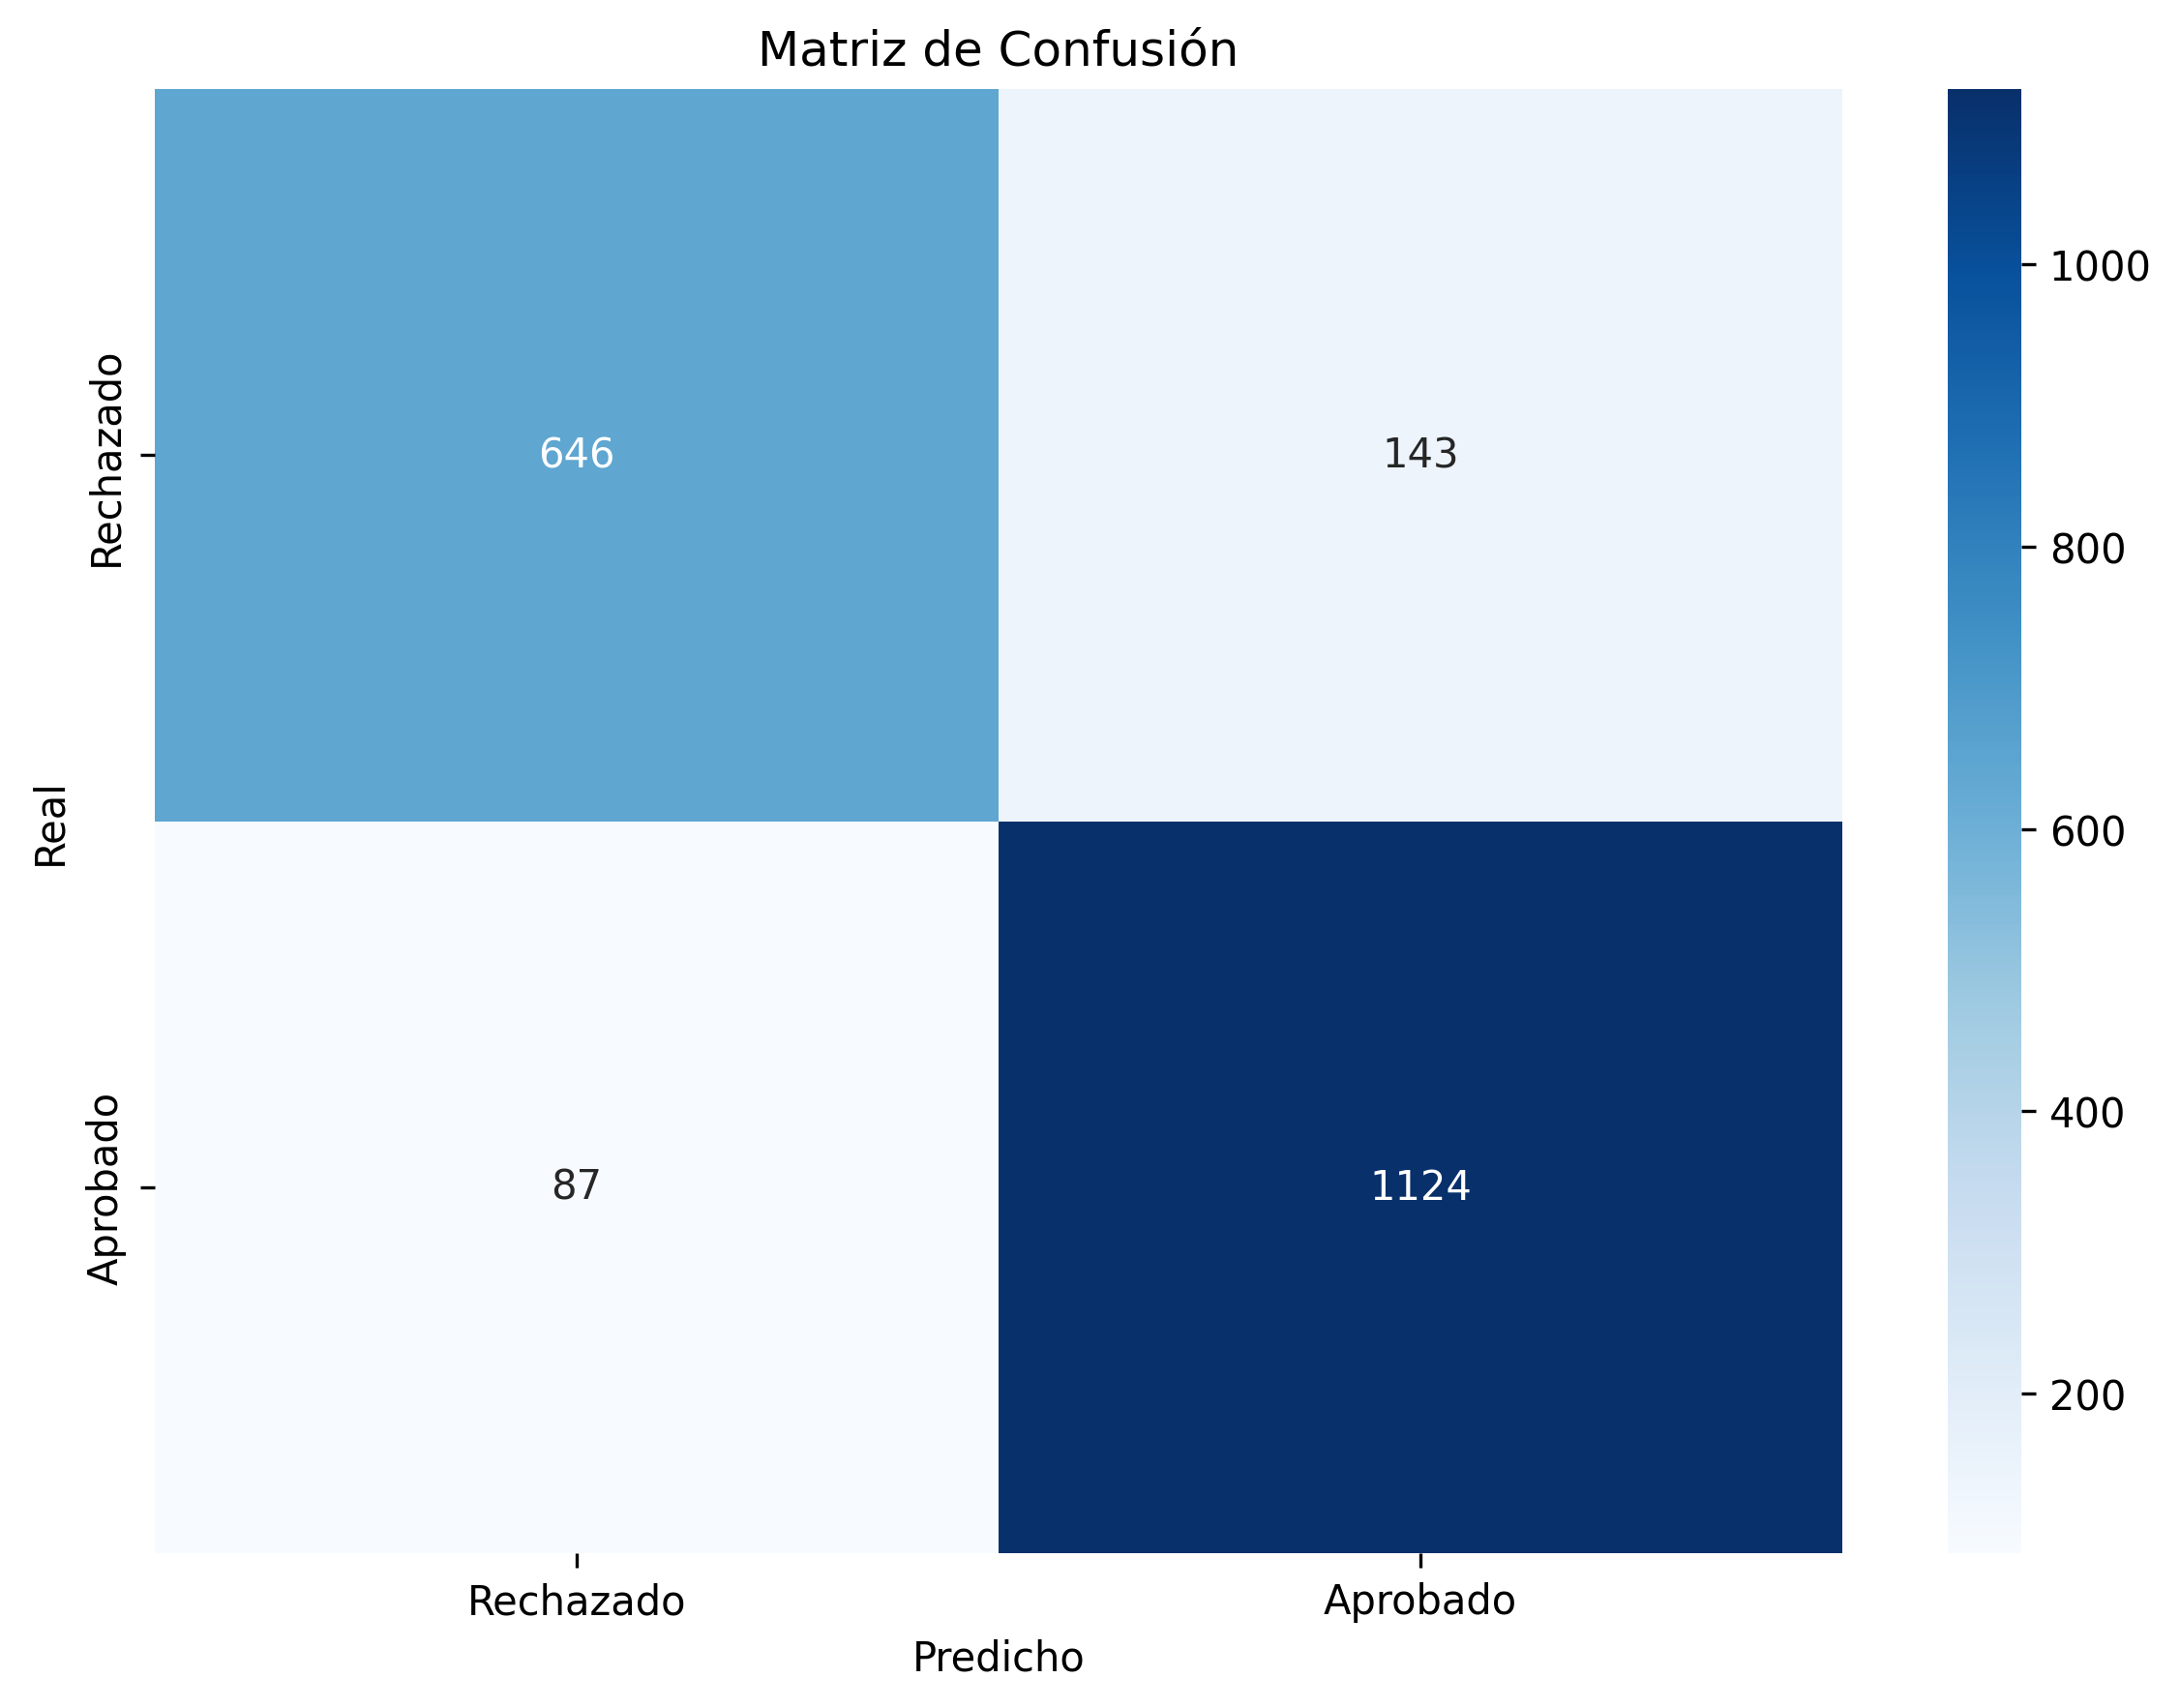 Matriz de Confusión
Real
Rechazado
646
143
Aprobado
87
1124
Rechazado
Aprobado
Predicho
1000
800
600
400
200